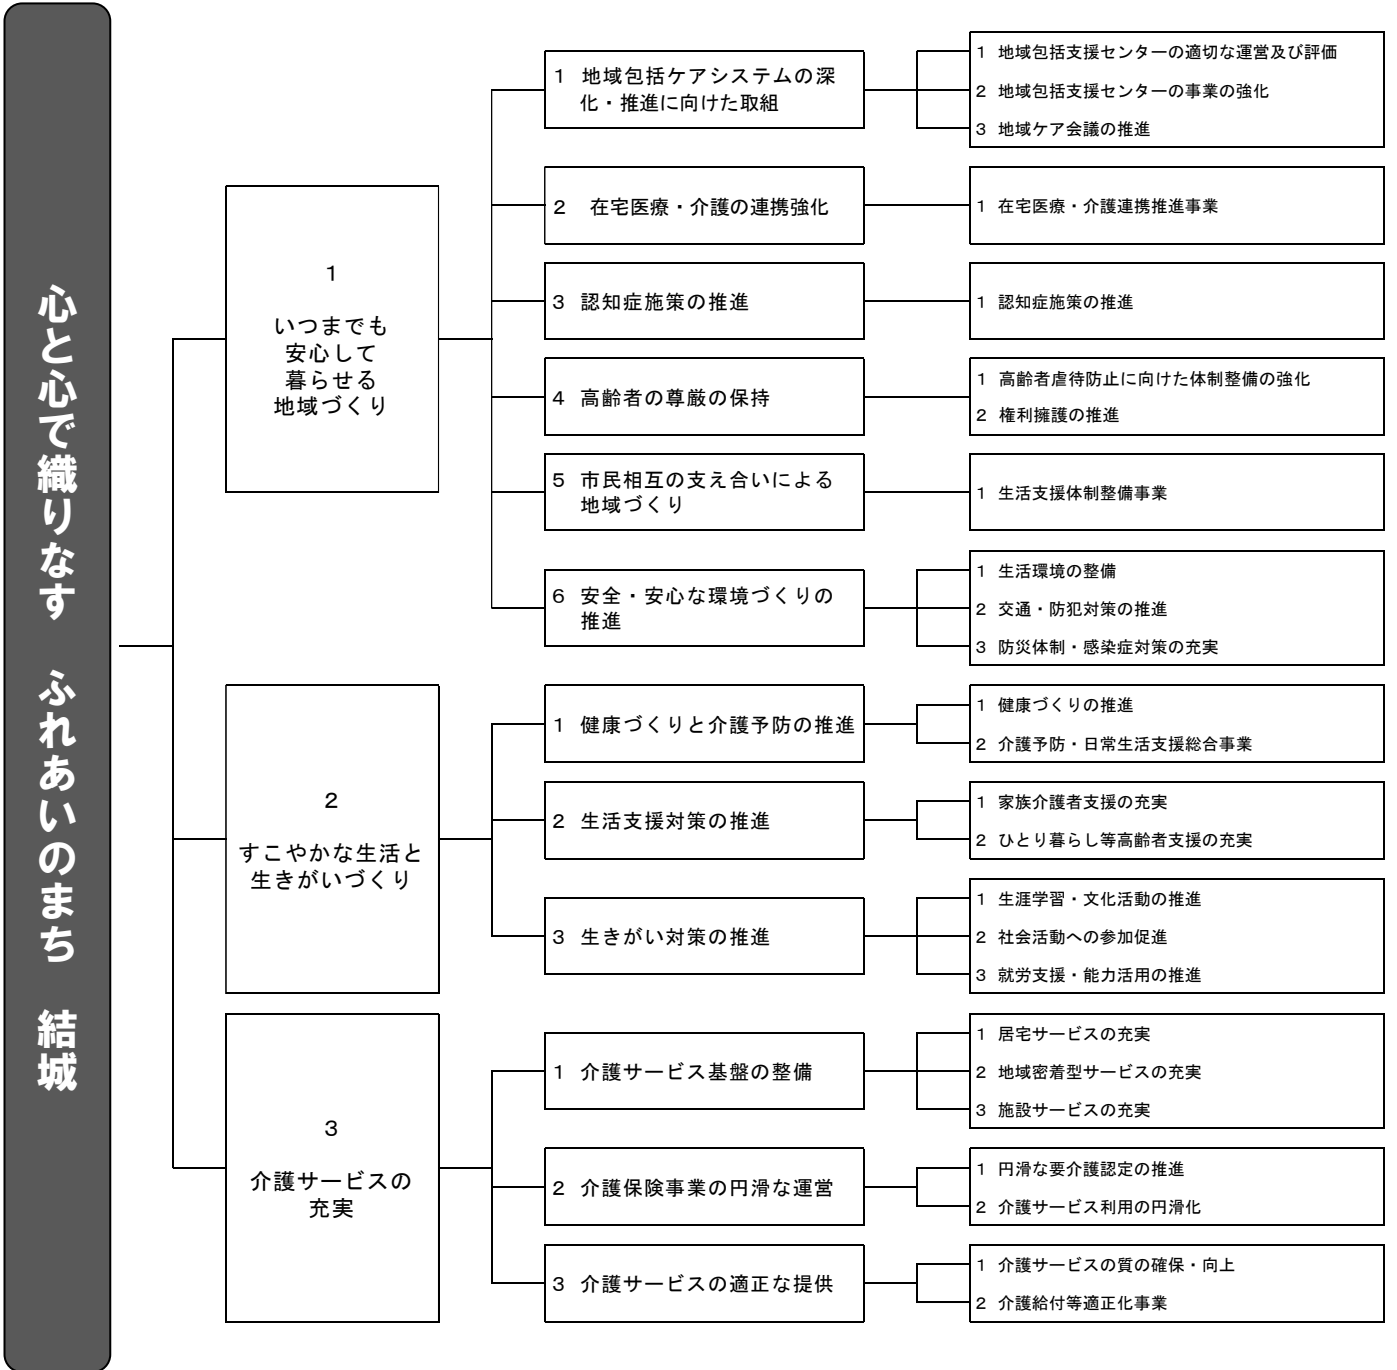 心と心で織りなす　ふれあいのまち　結城
1
いつまでも
安心して
暮らせる
地域づくり
1 地域包括ケアシステムの深
化・推進に向けた取組
1 地域包括支援センターの適切な運営及び評価
2 地域包括支援センターの事業の強化
3 地域ケア会議の推進
2 在宅医療・介護の連携強化
1 在宅医療・介護連携推進事業
3 認知症施策の推進
1 認知症施策の推進
4 高齢者の尊厳の保持
1 高齢者虐待防止に向けた体制整備の強化
2 権利擁護の推進
5 市民相互の支え合いによる
地域づくり
1 生活支援体制整備事業
6 安全・安心な環境づくりの
推進
1 生活環境の整備
2 交通・防犯対策の推進
3 防災体制・感染症対策の充実
2
すこやかな生活と
生きがいづくり
1 健康づくりと介護予防の推進
1 健康づくりの推進
2 介護予防・日常生活支援総合事業
2 生活支援対策の推進
1 家族介護者支援の充実
2 ひとり暮らし等高齢者支援の充実
3 生きがい対策の推進
1 生涯学習・文化活動の推進
2 社会活動への参加促進
3 就労支援・能力活用の推進
3
介護サービスの
充実
1 介護サービス基盤の整備
1 居宅サービスの充実
2 地域密着型サービスの充実
3 施設サービスの充実
2 介護保険事業の円滑な運営
1 円滑な要介護認定の推進
2 介護サービス利用の円滑化
3 介護サービスの適正な提供
1 介護サービスの質の確保・向上
2 介護給付等適正化事業